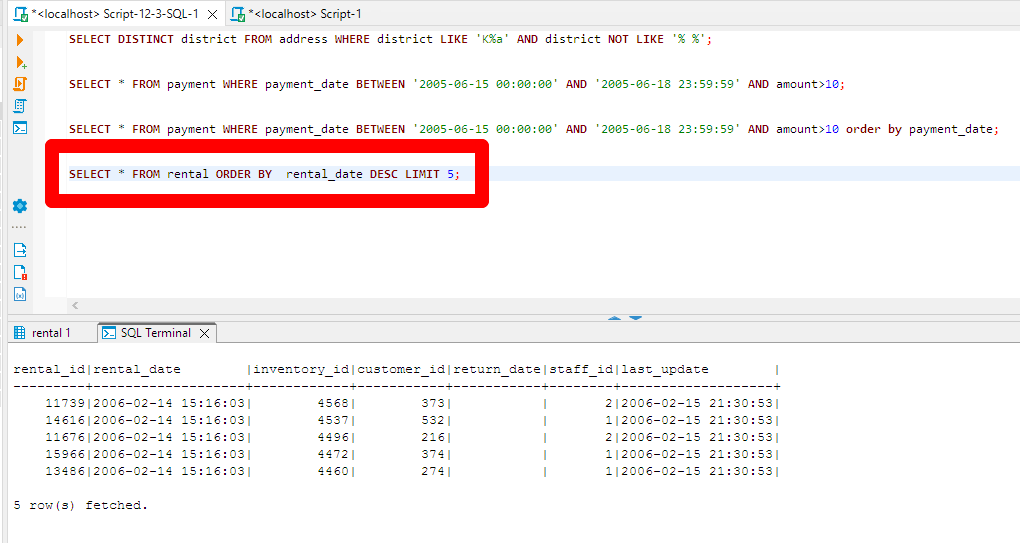 *<localhost> Script-12-3-SQL-1 *<localhost> Script-1
SELECT DISTINCT district FROM address WHERE district LIKE 'K%a' AND district NOT LIKE '% %';
SELECT * FROM payment WHERE payment_date BETWEEN '2005-06-15 00:00:00' AND '2005-06-18 23:59:59' AND amount>10;
SELECT * FROM payment WHERE payment_date BETWEEN '2005-06-15 00:00:00' AND '2005-06-18 23:59:59' AND amount>10 order by payment_date;
SELECT * FROM rental ORDER BY  rental_date DESC LIMIT 5;
rental 1 SQL Terminal
rental_id|rental_date        |inventory_id|customer_id|return_date|staff_id|last_update        |
---------+-------------------+------------+-----------+-----------+--------+-------------------+
    11739|2006-02-14 15:16:03|        4568|        373|           |       2|2006-02-15 21:30:53|
    14616|2006-02-14 15:16:03|        4537|        532|           |       1|2006-02-15 21:30:53|
    11676|2006-02-14 15:16:03|        4496|        216|           |       2|2006-02-15 21:30:53|
    15966|2006-02-14 15:16:03|        4472|        374|           |       1|2006-02-15 21:30:53|
    13486|2006-02-14 15:16:03|        4460|        274|           |       1|2006-02-15 21:30:53|
5 row(s) fetched.